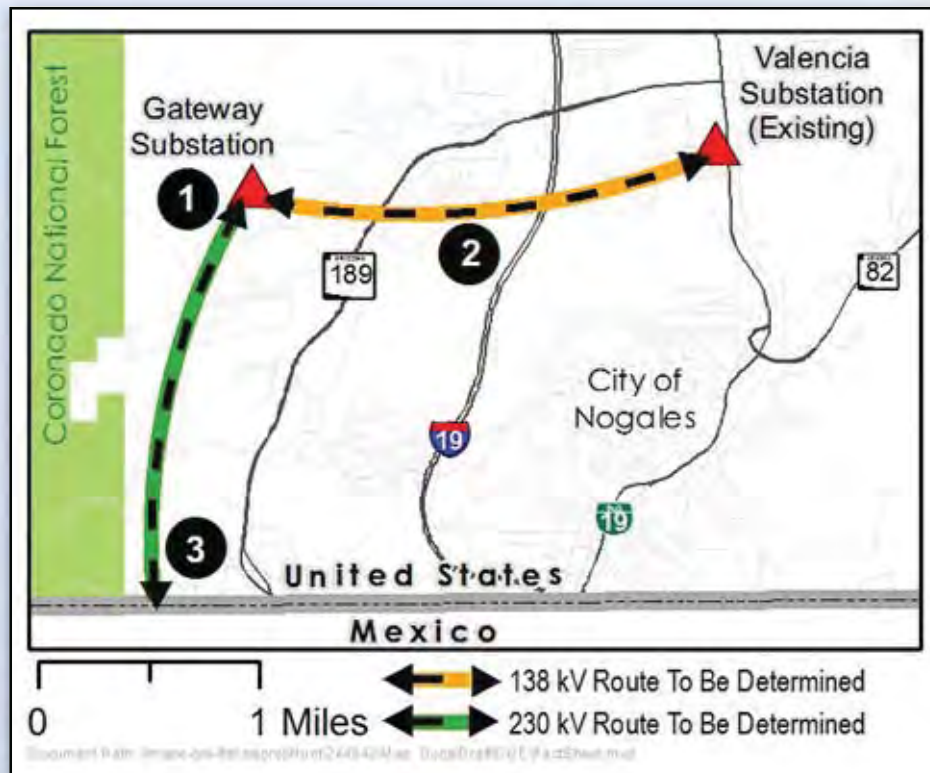 Coronado National Forest
Gateway
Substation
Valencia
Substation
(Existing)
1
2
ARIZONA
189
82
City of
Nogales
19
19
3
United States
Mexico
0
1 Miles
138 kV Route To Be Determined
230 kV Route To Be Determined